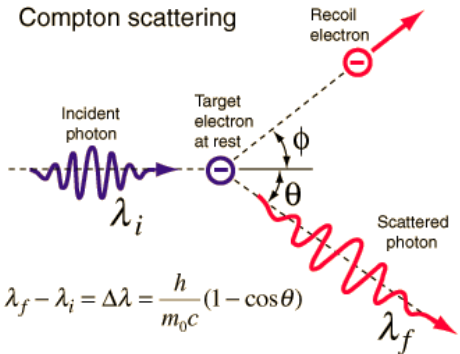 Compton scattering
Recoil
electron
Incident
photon
Target
electron
at rest
ϕ
θ
λi
Scattered
photon
λf − λi = Δλ = h/m0c (1 − cosθ)
λf